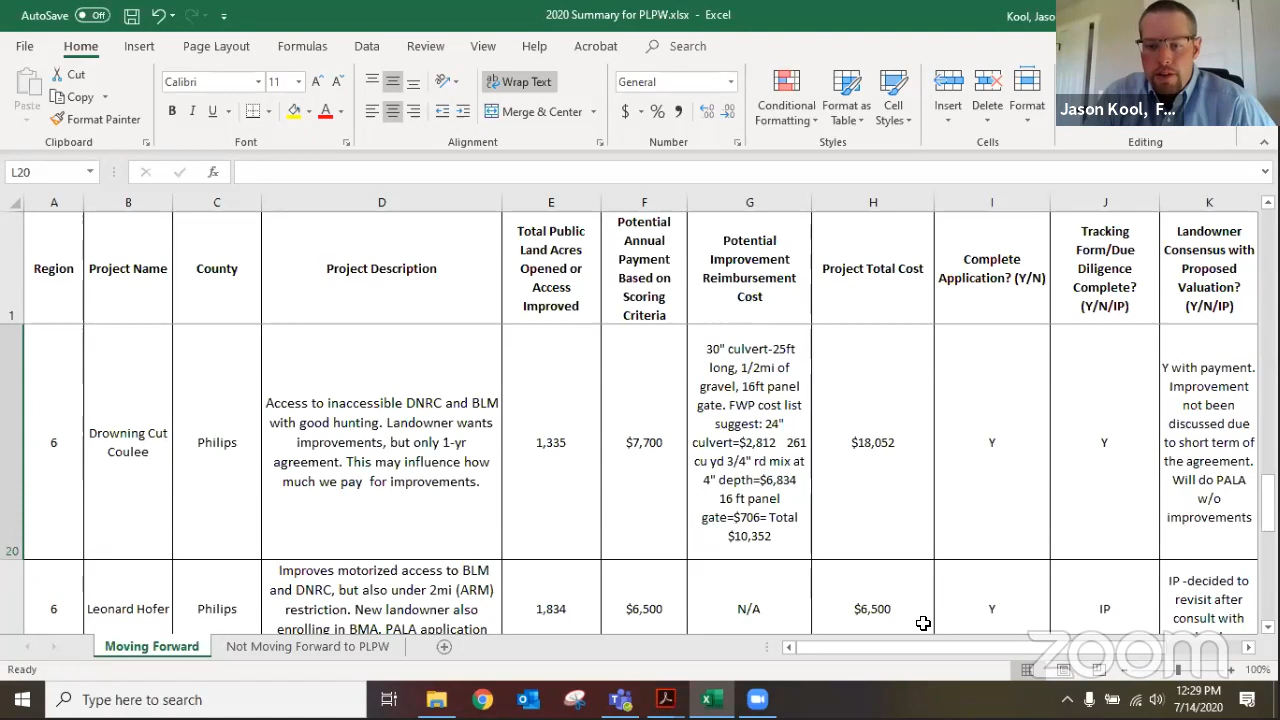 AutoSave Off
2020 Summary for PLPW.xlsx - Excel
Kool, Jaso
File Home Insert Page Layout Formulas Data Review View Help Acrobat Search
Paste
Cut
Copy
Format Painter
Clipboard
Calibri 11
B I U
Font
Wrap Text
Merge & Center
Alignment
General
$ % ,
Number
Conditional Formatting
Format as Table
Cell Styles
Styles
Insert Delete Format
Cells
Editing
Jason Kool, F...
L20
fx
A B C D E F G H I J K
1
Region
Project Name
County
Project Description
Total Public
Land Acres
Opened or
Access
Improved
Potential
Annual
Payment
Based on
Scoring
Criteria
Potential
Improvement
Reimbursement
Cost
Project Total Cost
Complete
Application? (Y/N)
Tracking
Form/Due
Diligence
Complete?
(Y/N/IP)
Landowner
Consensus with
Proposed
Valuation?
(Y/N/IP)
20
6
Drowning Cut
Coulee
Philips
Access to inaccessible DNRC and BLM
with good hunting. Landowner wants
improvements, but only 1-yr
agreement. This may influence how
much we pay for improvements.
1,335
$7,700
30" culvert-25ft
long, 1/2mi of
gravel, 16ft panel
gate. FWP cost list
suggest: 24"
culvert=$2,812 261
cu yd 3/4" rd mix at
4" depth=$6,834
16 ft panel
gate=$706= Total
$10,352
$18,052
Y
Y
Y with payment.
Improvement
not been
discussed due
to short term of
the agreement.
Will do PALA
w/o
improvements
6
Leonard Hofer
Philips
Improves motorized access to BLM
and DNRC, but also under 2mi (ARM)
restriction. New landowner also
enrolling in BMA. PALA application
1,834
$6,500
N/A
$6,500
Y
IP
IP -decided to
revisit after
consult with
Moving Forward
Not Moving Forward to PLPW
Ready
100%
zoom
Type here to search
12:29 PM
7/14/2020